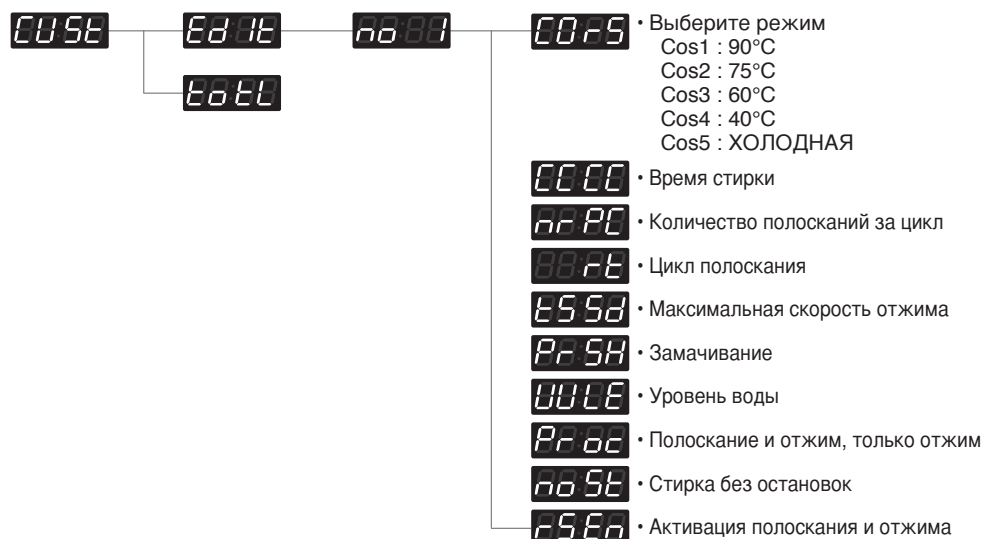 CUSt Ed It no 1 COrS • Выберите режим
Cos1 : 90°C
Cos2 : 75°C
Cos3 : 60°C
Cos4 : 40°C
Cos5 : ХОЛОДНАЯ
totL
CCCC • Время стирки
nrPC • Количество полосканий за цикл
rt • Цикл полоскания
tSSd • Максимальная скорость отжима
PrSH • Замачивание
UULE • Уровень воды
Proc • Полоскание и отжим, только отжим
noSt • Стирка без остановок
rSEn • Активация полоскания и отжима